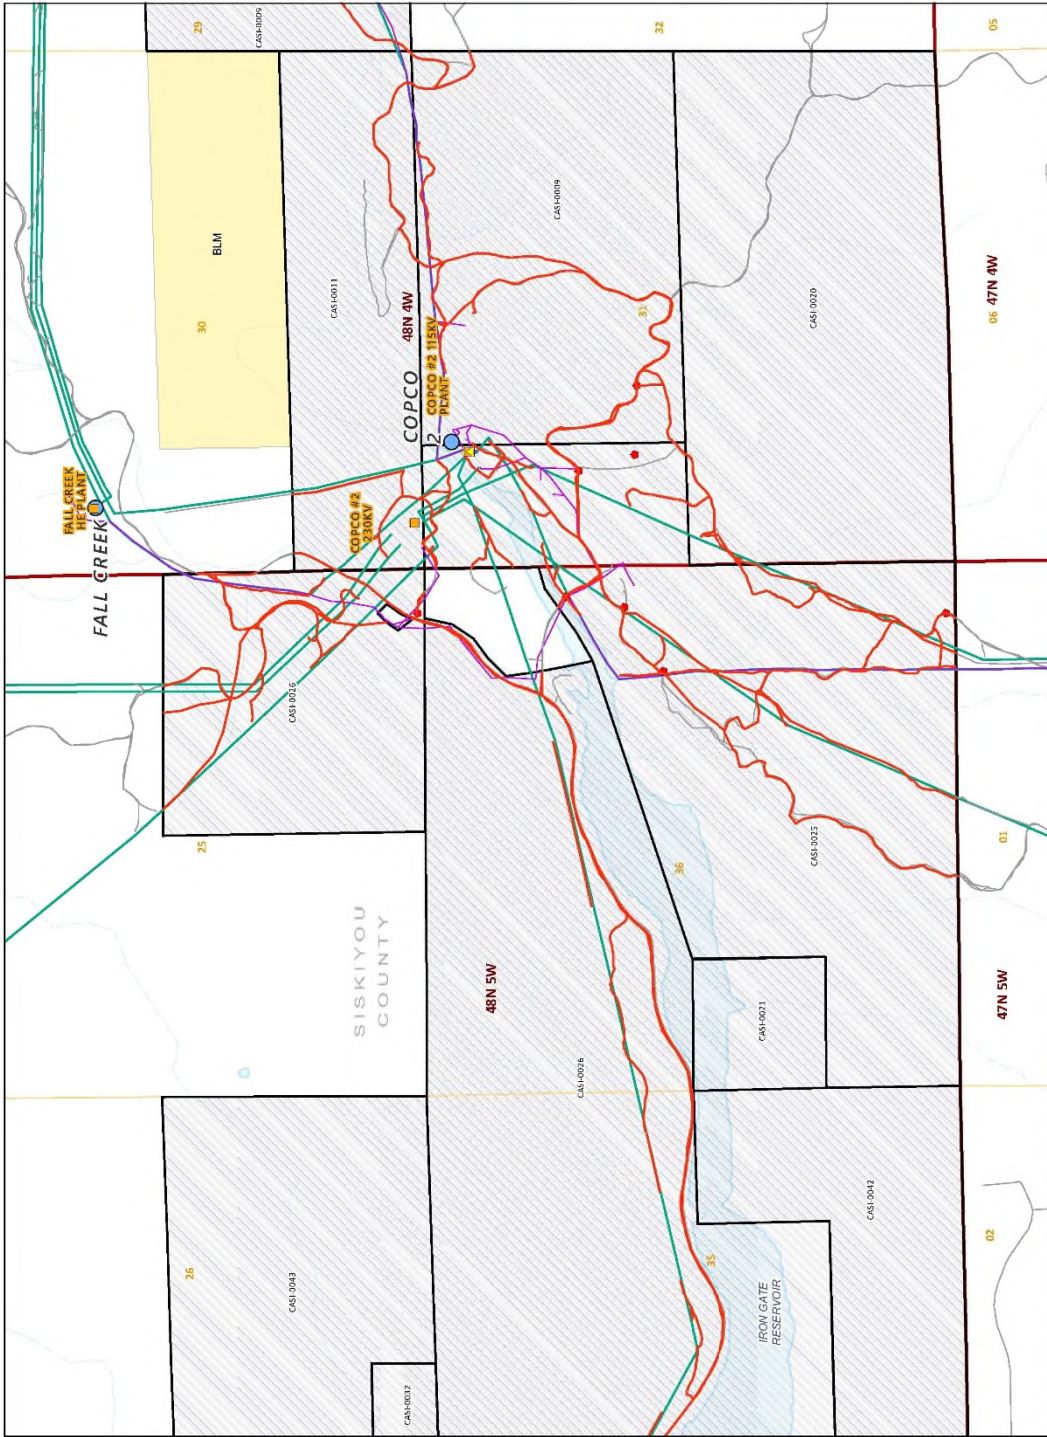 29
CASI-0009
32
05
BLM
30
CASI-0011
48N 4W
CASI-0009
31
CASI-0020
47N 4W
06
FALL CREEK
HE PLANT
FALL CREEK
COPCO
2
COPCO #2 115KV
PLANT
COPCO #2
230KV
CASI-0026
25
SISKIYOU
COUNTY
48N 5W
36
CASI-0025
01
47N 5W
CASI-0021
CASI-0026
26
CASI-0043
CASI-0032
35
IRON GATE
RESERVOIR
CASI-0042
02